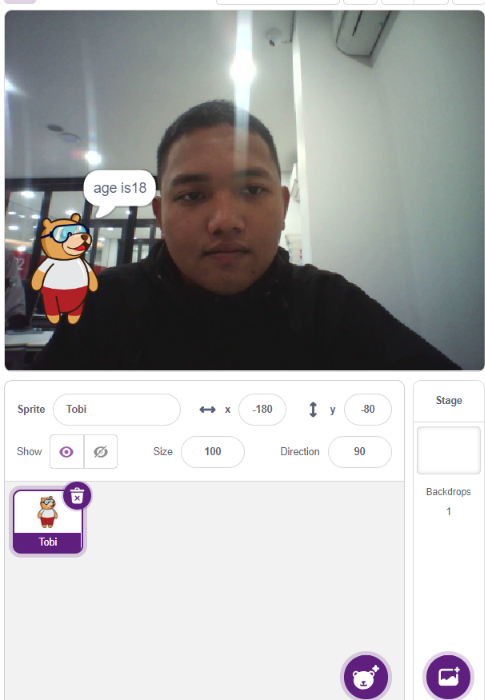 age is18
Sprite Tobi x -180 y -80
Show Size 100 Direction 90
Tobi
Stage
Backdrops
1